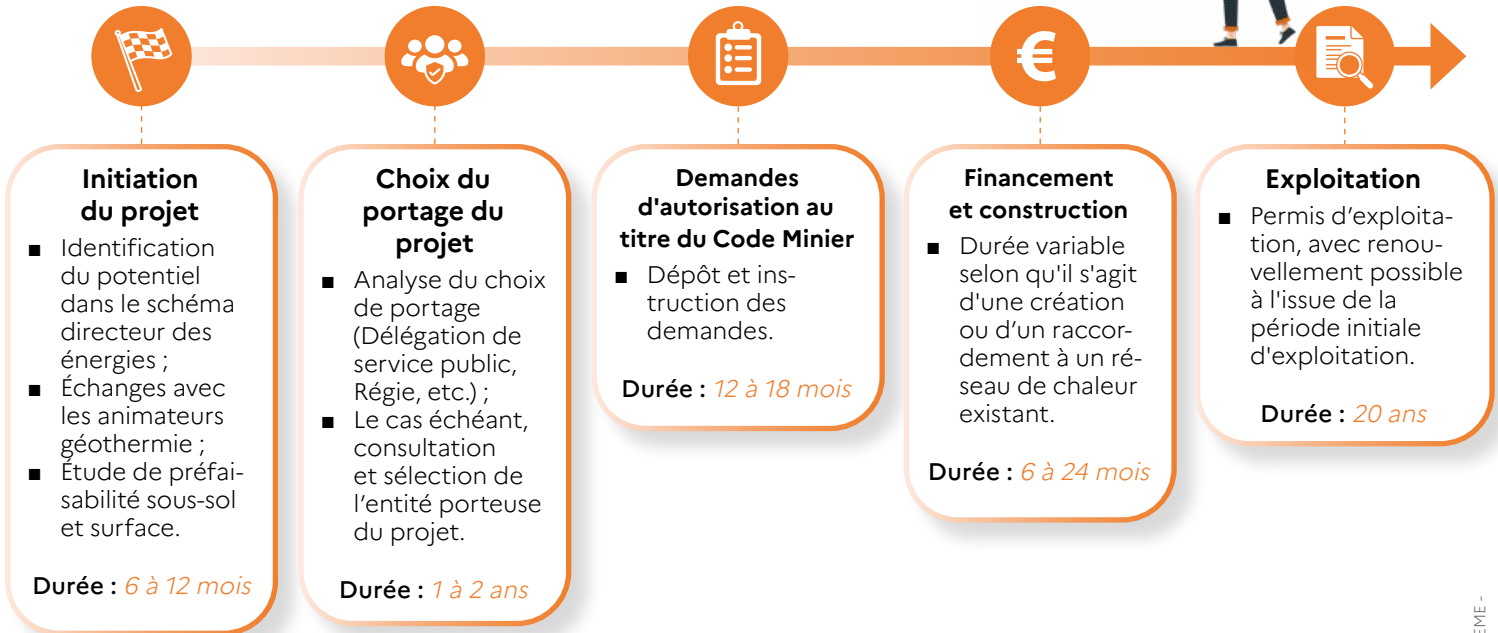 Initiation
du projet
■ Identification
du potentiel
dans le schéma
directeur des
énergies ;
■ Échanges avec
les animateurs
géothermie ;
■ Étude de préfai-
sabilité sous-sol
et surface.
Durée : 6 à 12 mois
Choix du
portage du
projet
■ Analyse du choix
de portage
(Délégation de
service public,
Régie, etc.) ;
■ Le cas échéant,
consultation
et sélection de
l’entité porteuse
du projet.
Durée : 1 à 2 ans
Demandes
d'autorisation au
titre du Code Minier
■ Dépôt et ins-
truction des
demandes.
Durée : 12 à 18 mois
€
Financement
et construction
■ Durée variable
selon qu'il s'agit
d'une création
ou d’un raccor-
dement à un ré-
seau de chaleur
existant.
Durée : 6 à 24 mois
Exploitation
■ Permis d’exploita-
tion, avec renou-
vellement possible
à l'issue de la
période initiale
d'exploitation.
Durée : 20 ans